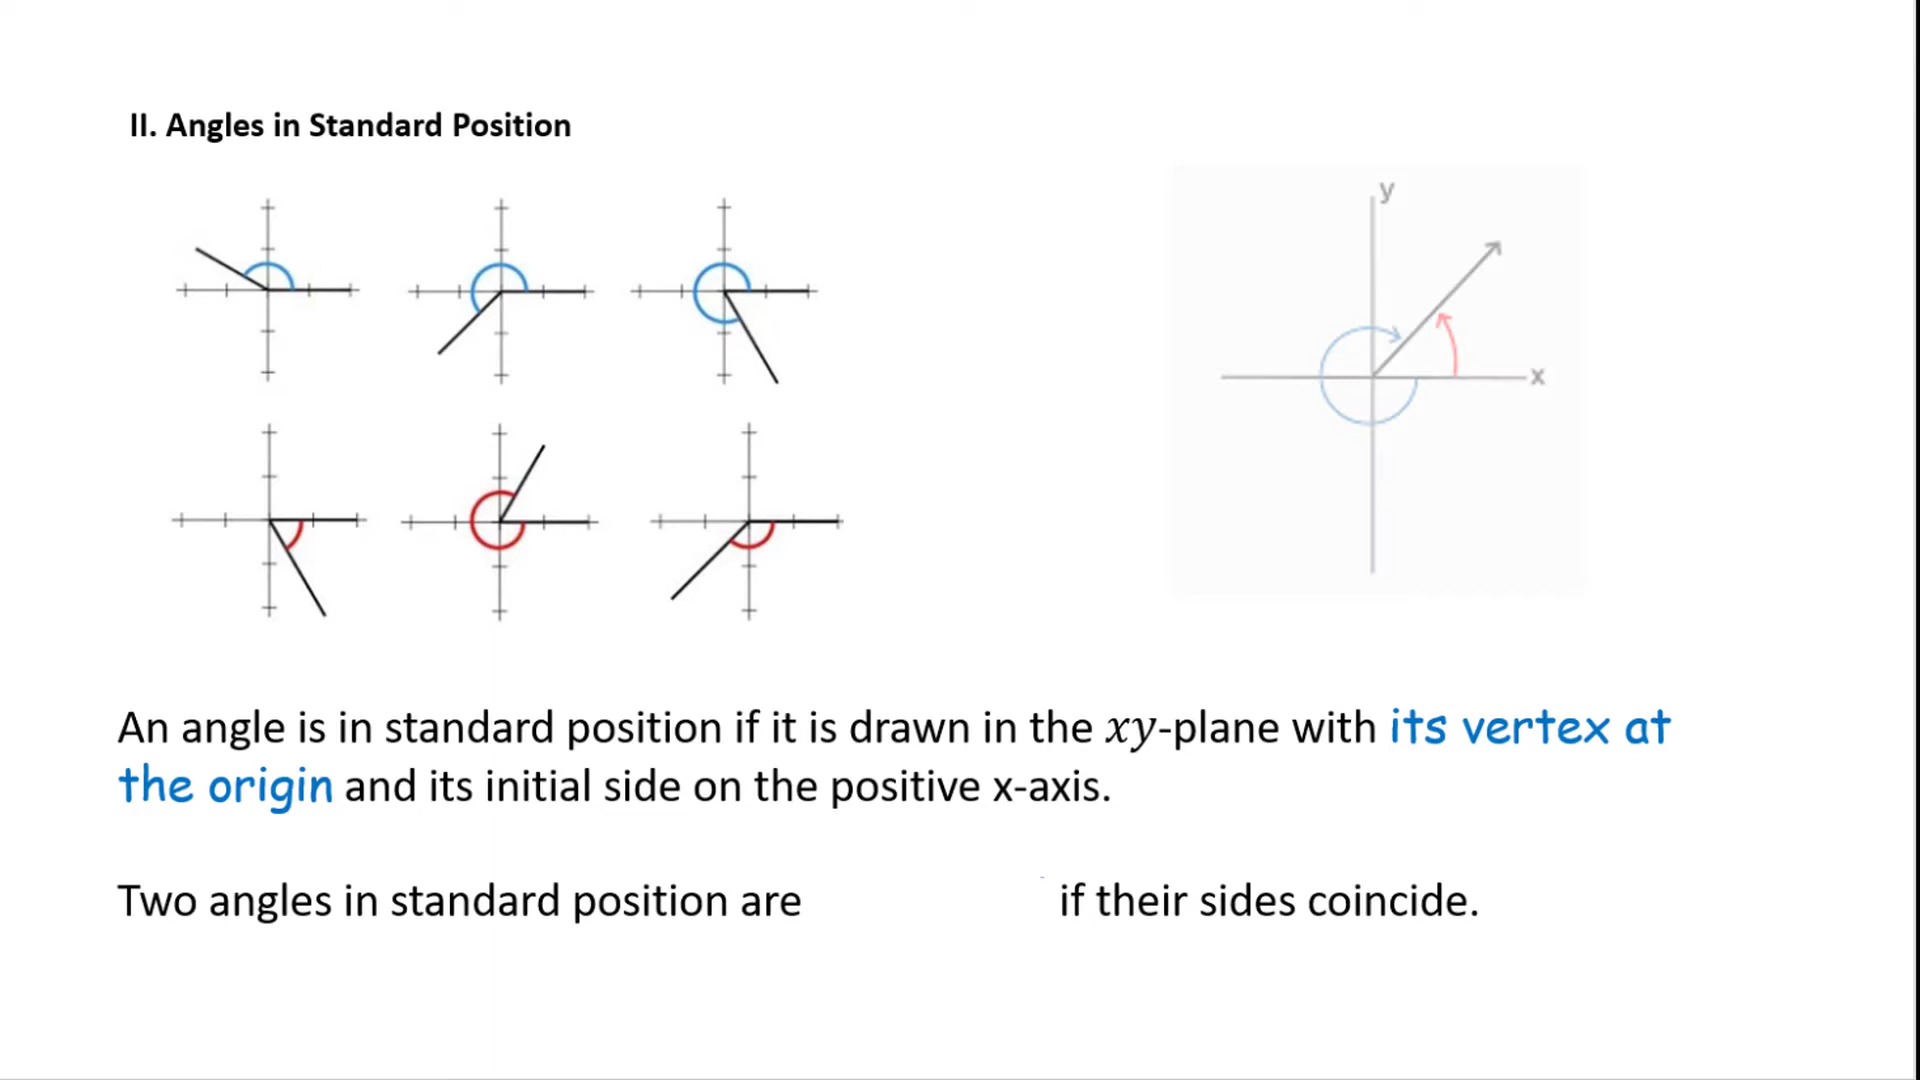 II. Angles in Standard Position
y
x
An angle is in standard position if it is drawn in the xy-plane with its vertex at
the origin and its initial side on the positive x-axis.
Two angles in standard position are if their sides coincide.